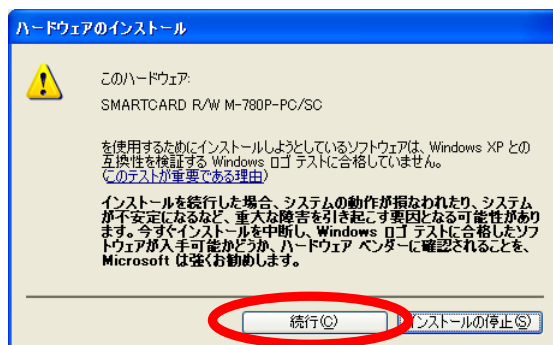 ハードウェアのインストール
このハードウェア:
SMARTCARD R/W M-780P-PC/SC
を使用するためにインストールしようとしているソフトウェアは、Windows XP との
互換性を検証する Windows ロゴ テストに合格していません。
(このテストが重要である理由)
インストールを続行した場合、システムの動作が損なわれたり、システム
が不安定になるなど、重大な障害を引き起こす要因となる可能性があり
ます。今すぐインストールを中断し、Windows ロゴ テストに合格したソフ
トウェアが入手可能かどうか、ハードウェア ベンダーに確認されることを、
Microsoft は強くお勧めします。
続行(C) インストールの停止(S)